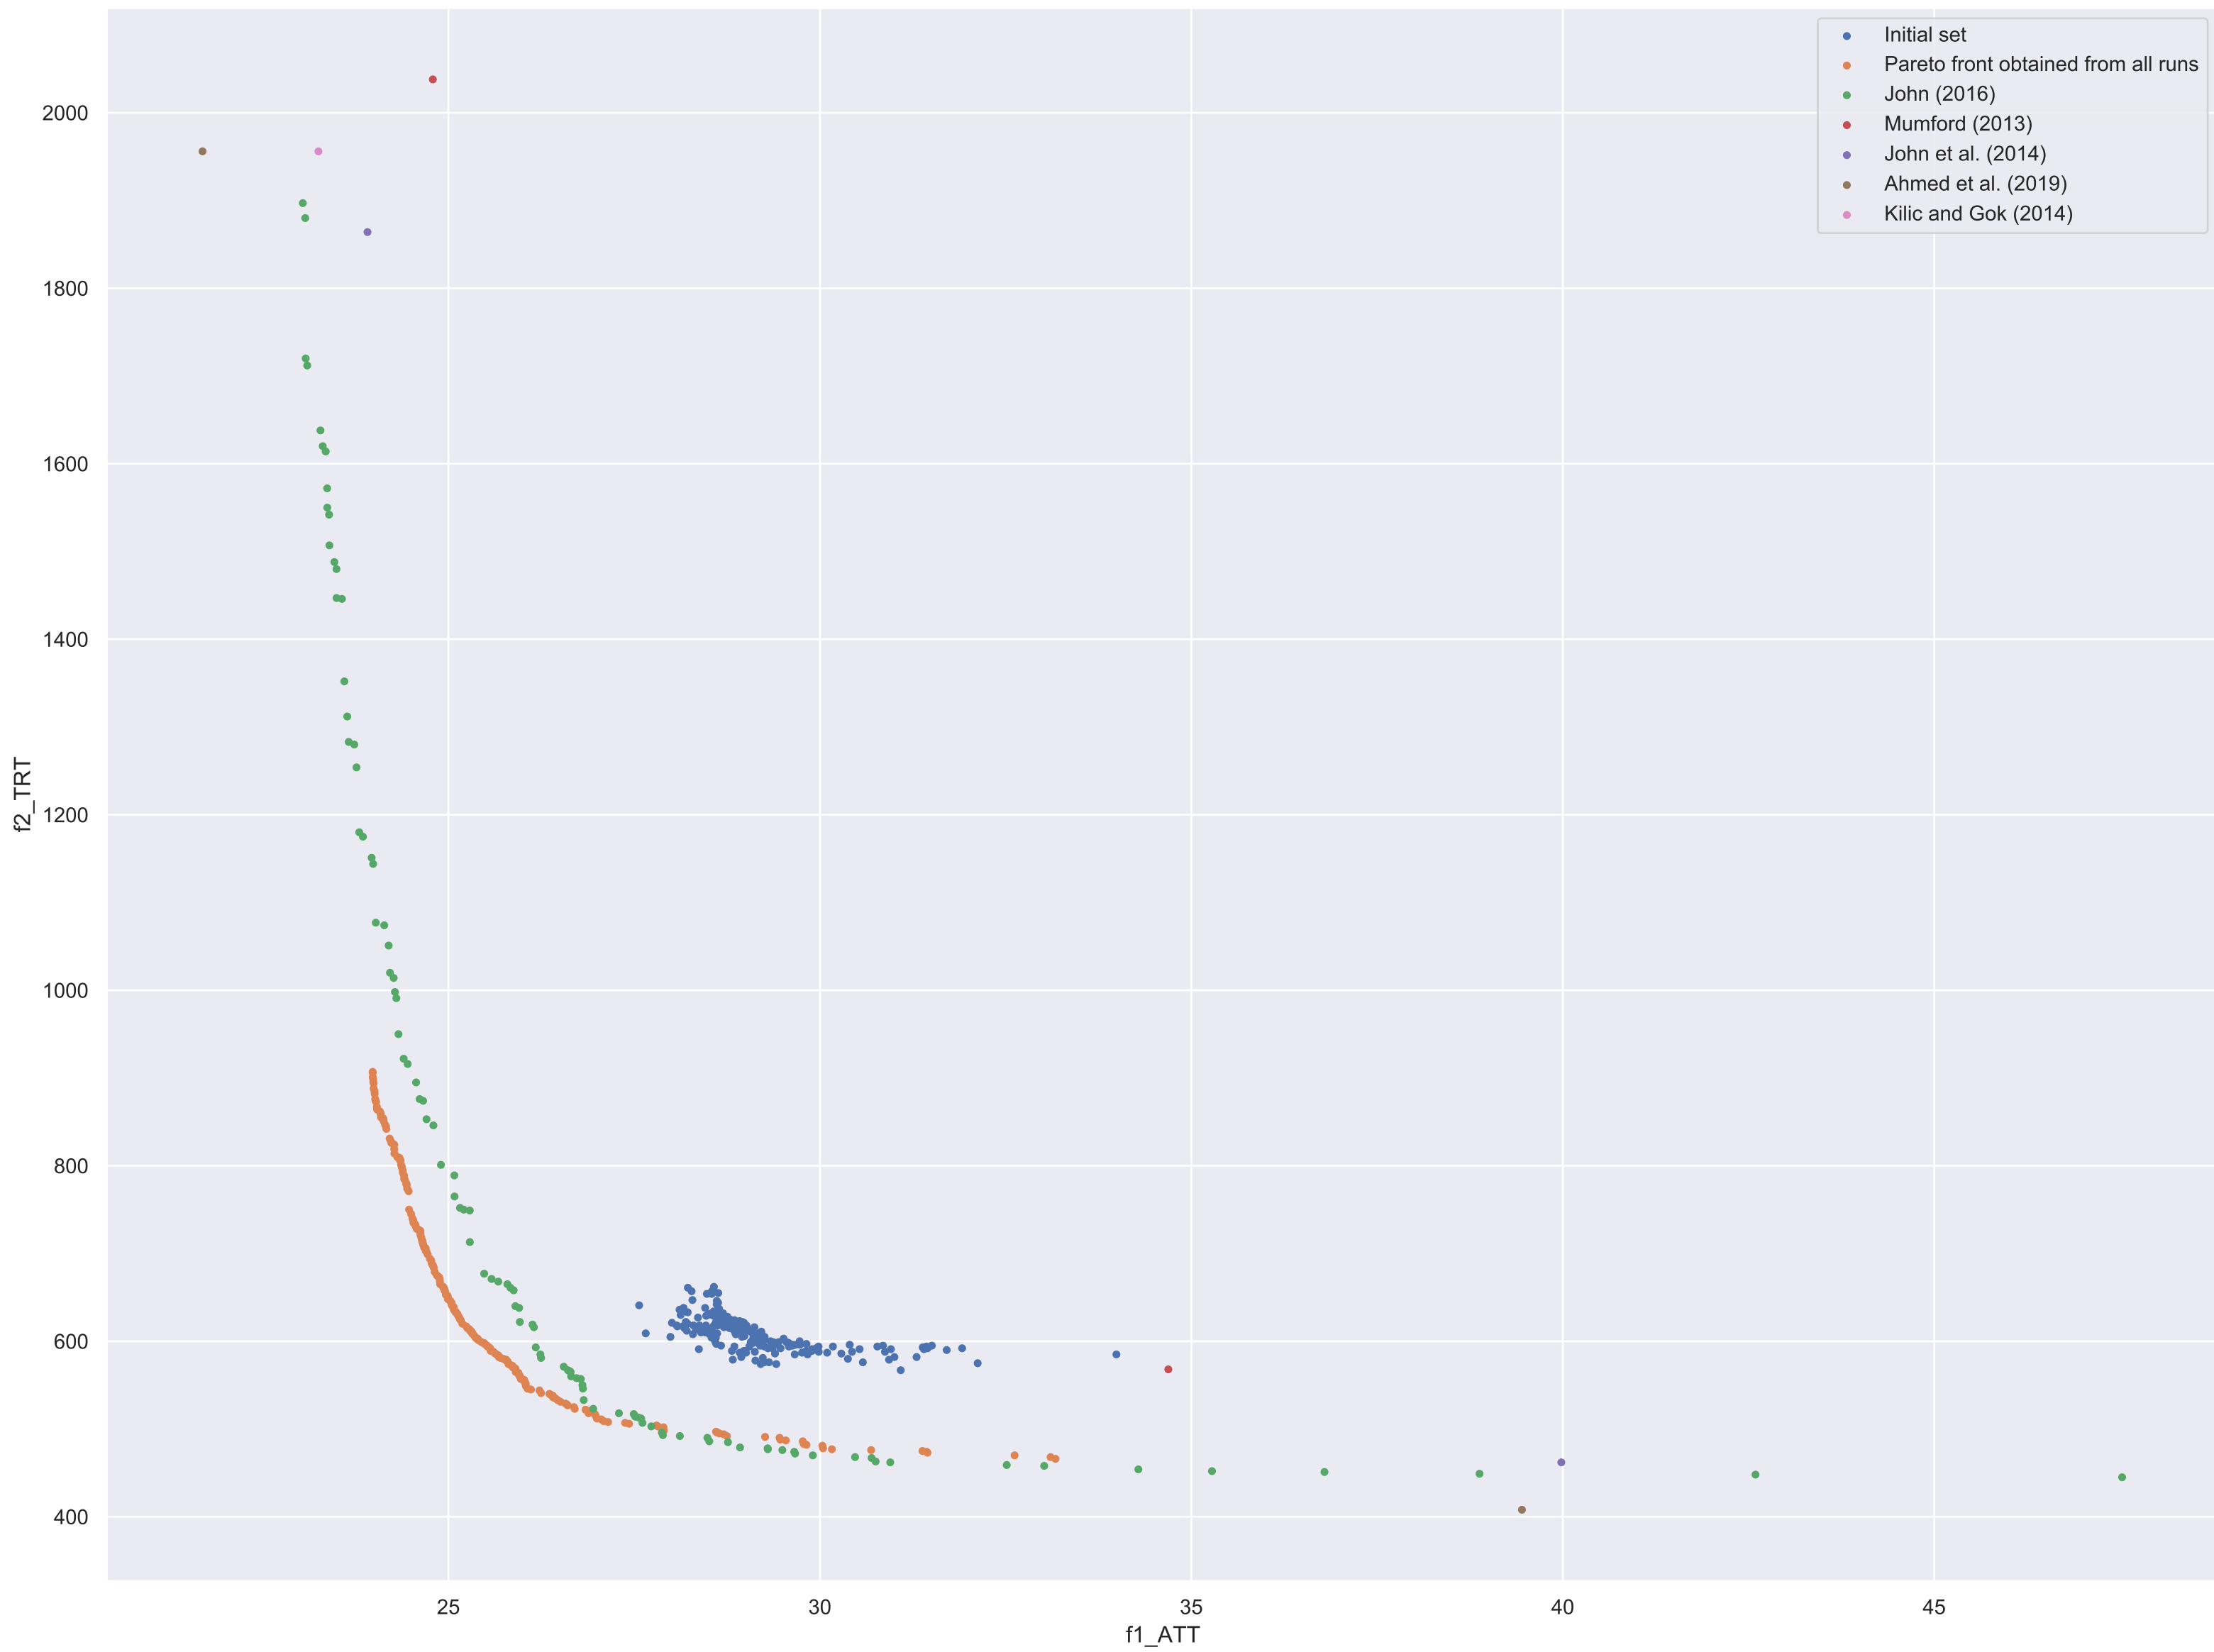 Initial set
Pareto front obtained from all runs
John (2016)
Mumford (2013)
John et al. (2014)
Ahmed et al. (2019)
Kilic and Gok (2014)
2000
1800
1600
1400
1200
1000
800
600
400
f2_TRT
25 30 35 40 45
f1_ATT